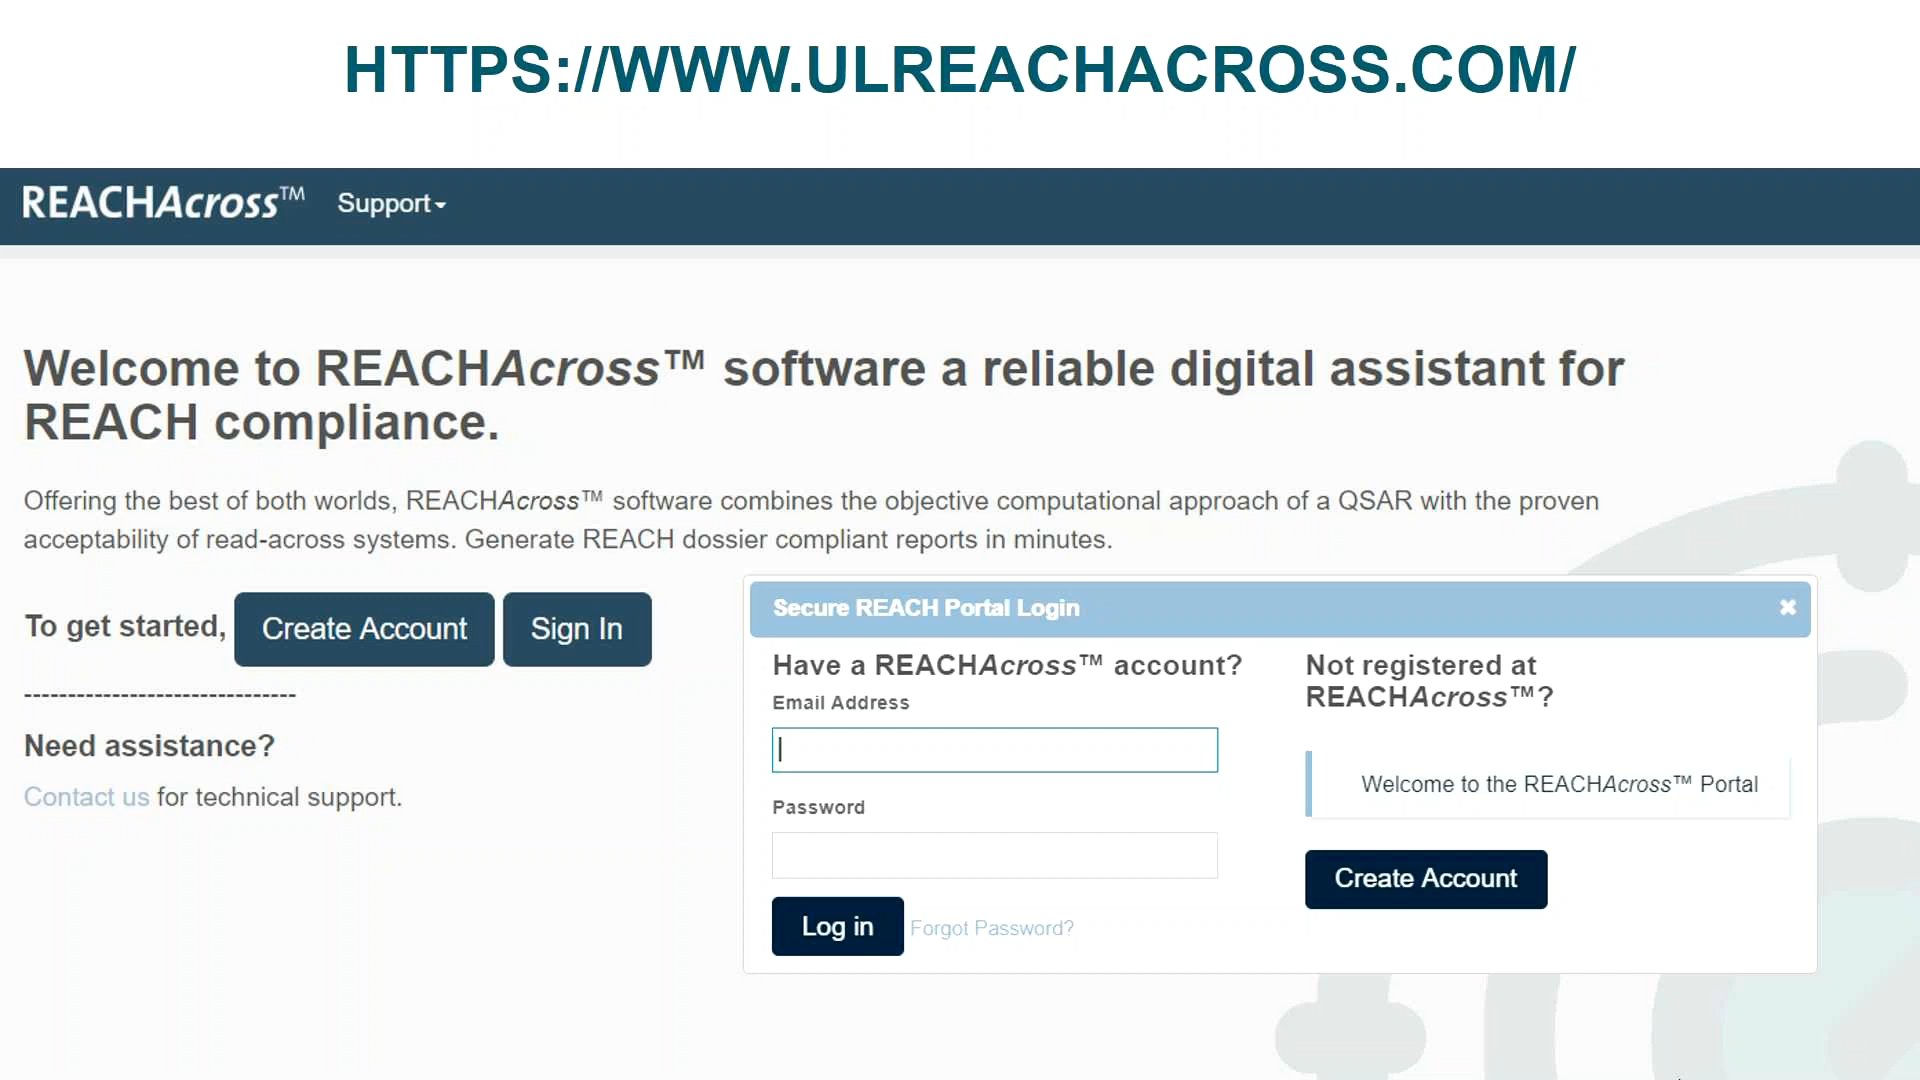 HTTPS://WWW.ULREACHACROSS.COM/
REACHAcross™ Support
Welcome to REACHAcross™ software a reliable digital assistant for
REACH compliance.
Offering the best of both worlds, REACHAcross™ software combines the objective computational approach of a QSAR with the proven
acceptability of read-across systems. Generate REACH dossier compliant reports in minutes.
To get started, Create Account Sign In
-------------------------------
Need assistance?
Contact us for technical support.
Secure REACH Portal Login
Have a REACHAcross™ account?
Email Address
Password
Log in Forgot Password?
Not registered at
REACHAcross™?
Welcome to the REACHAcross™ Portal
Create Account